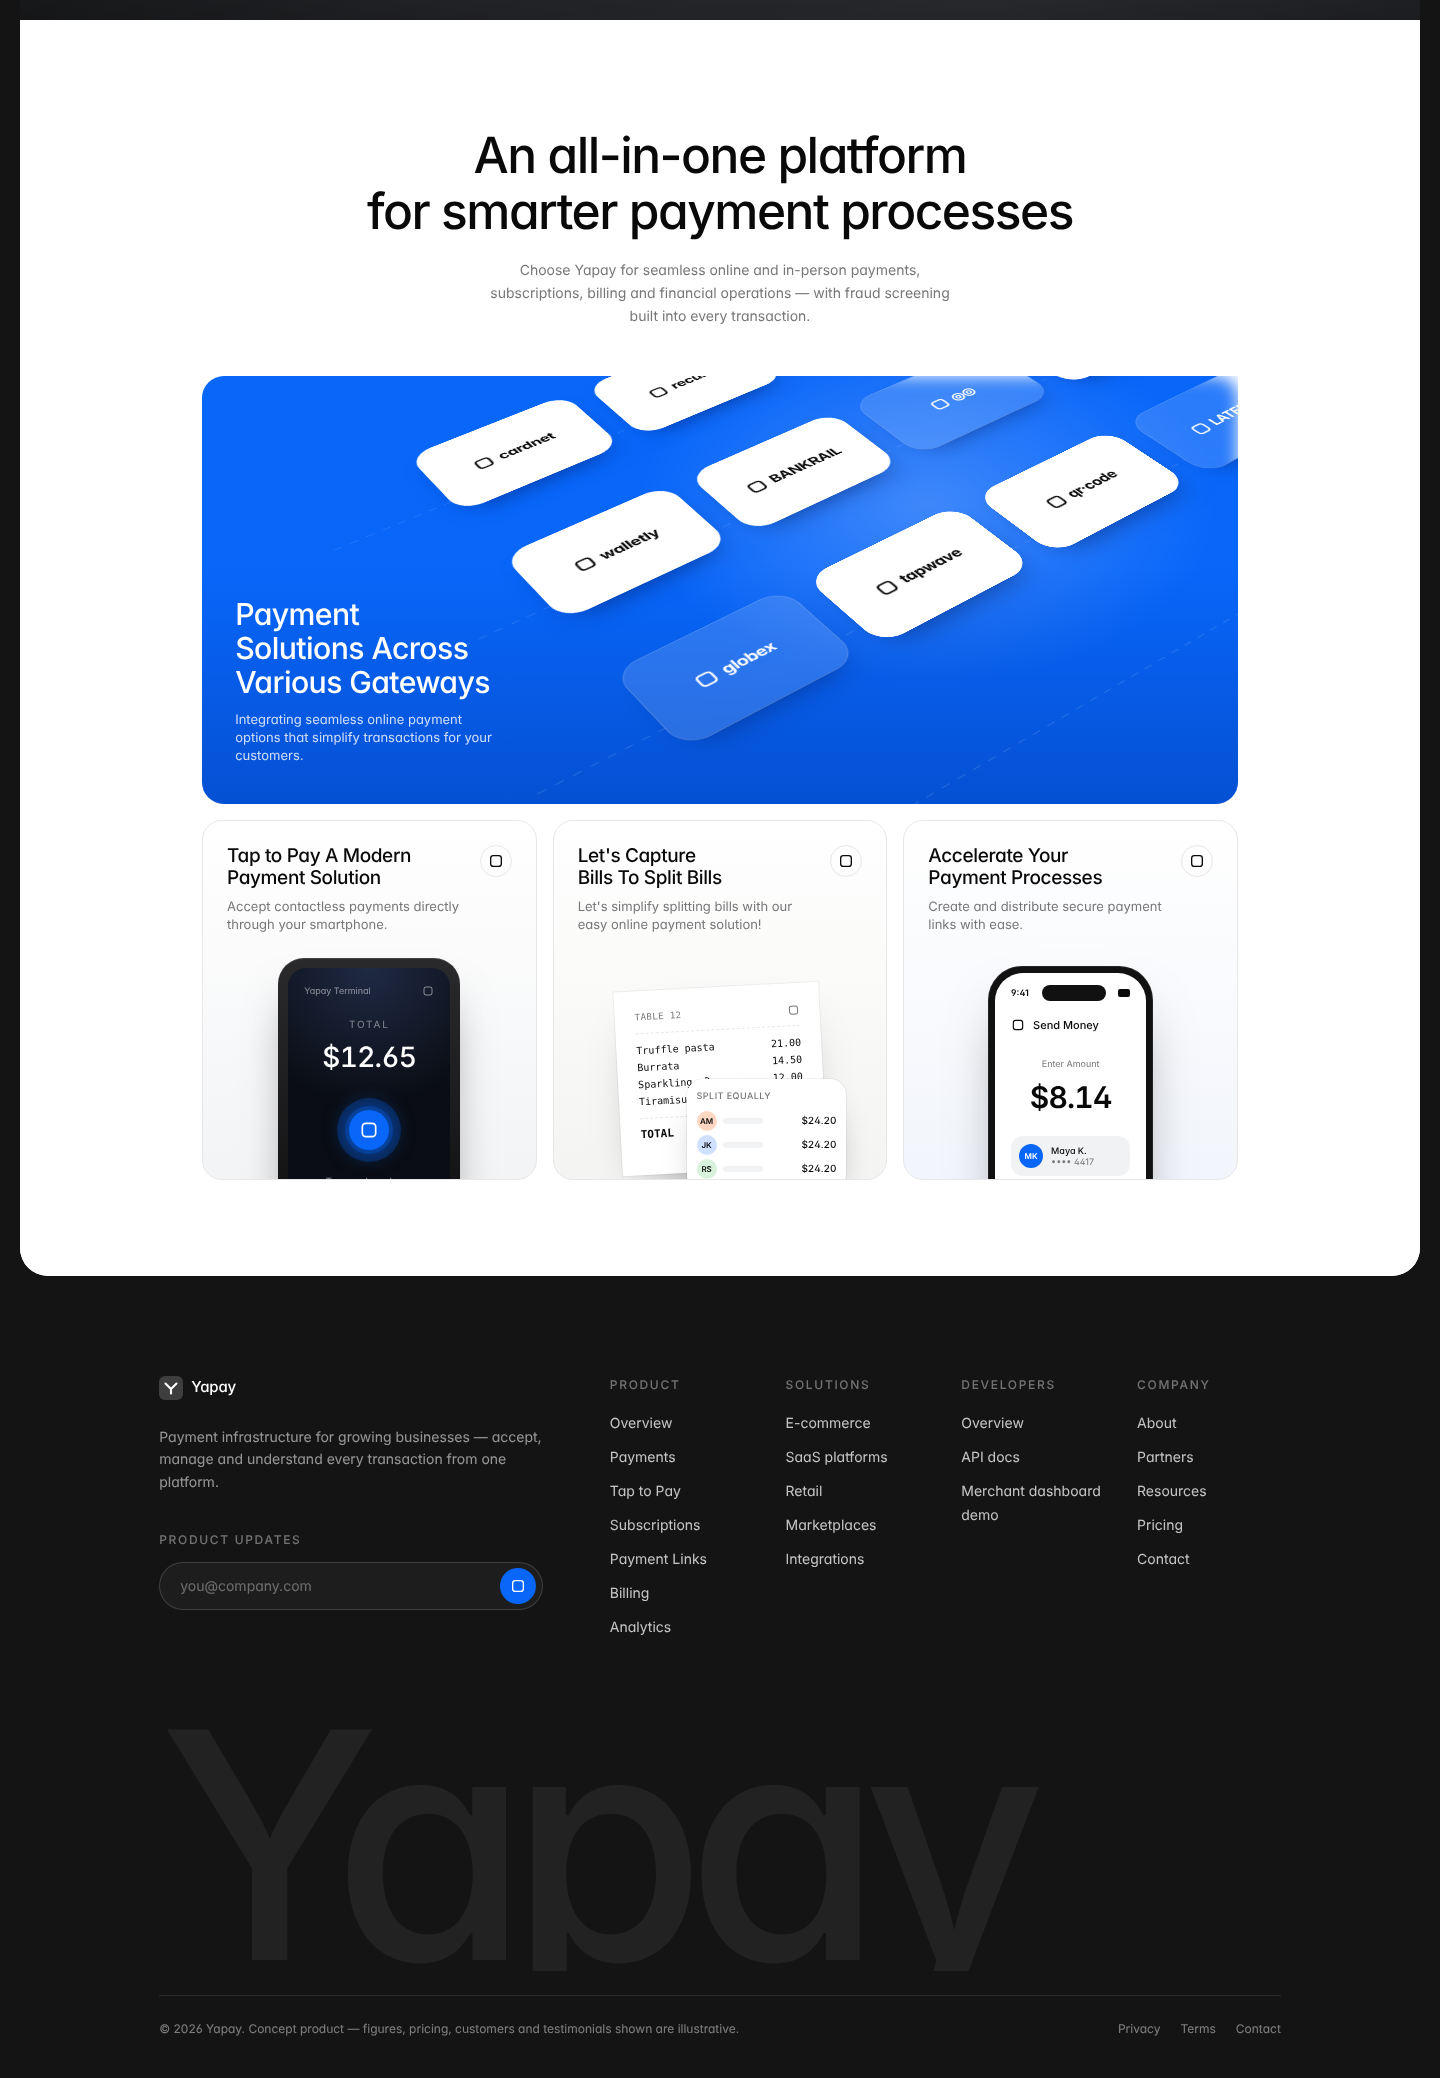 An all-in-one platform
for smarter payment processes
Choose Yapay for seamless online and in-person payments,
subscriptions, billing and financial operations — with fraud screening
built into every transaction.
cardnet
BANKRAIL
qr·code
walletly
tapwave
globex
Payment
Solutions Across
Various Gateways
Integrating seamless online payment
options that simplify transactions for your
customers.
Tap to Pay A Modern
Payment Solution
Accept contactless payments directly
through your smartphone.
Yapay Terminal
TOTAL
$12.65
Let's Capture
Bills To Split Bills
Let's simplify splitting bills with our
easy online payment solution!
TABLE 12
Truffle pasta 21.00
Burrata 14.50
Sparkling 12.00
Tiramisu
TOTAL
SPLIT EQUALLY
AM $24.20
JK $24.20
RS $24.20
Accelerate Your
Payment Processes
Create and distribute secure payment
links with ease.
9:41
Send Money
Enter Amount
$8.14
MK Maya K.
•••• 4417
Yapay
Payment infrastructure for growing businesses — accept,
manage and understand every transaction from one
platform.
PRODUCT UPDATES
you@company.com
PRODUCT
Overview
Payments
Tap to Pay
Subscriptions
Payment Links
Billing
Analytics
SOLUTIONS
E-commerce
SaaS platforms
Retail
Marketplaces
Integrations
DEVELOPERS
Overview
API docs
Merchant dashboard
demo
COMPANY
About
Partners
Resources
Pricing
Contact
Yapay
© 2026 Yapay. Concept product — figures, pricing, customers and testimonials shown are illustrative.
Privacy Terms Contact